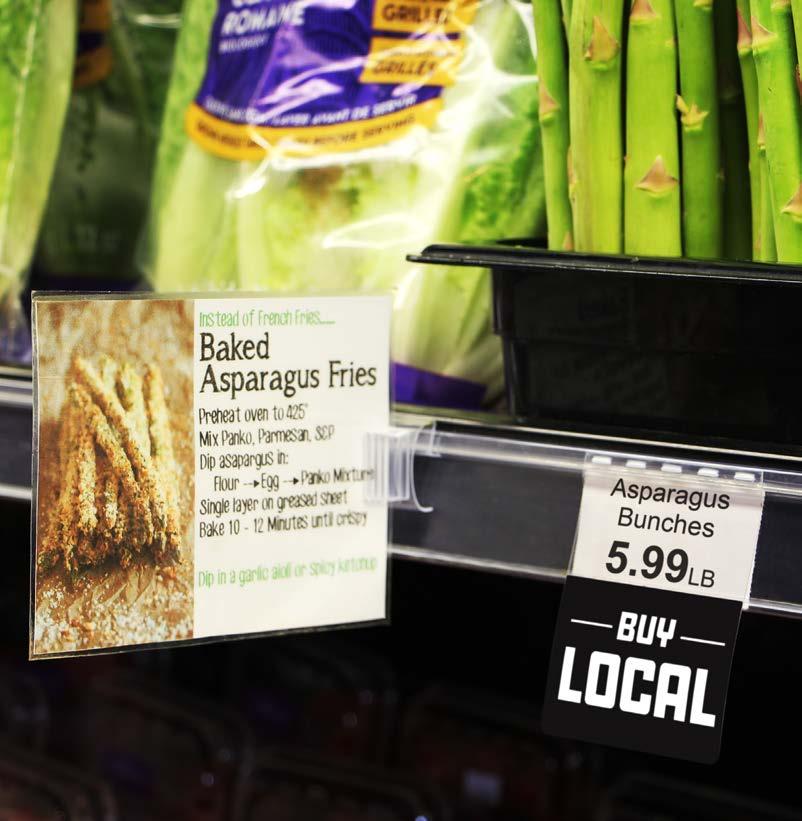 ROMAINE
GRILLER
Instead of French Fries......
Baked
Asparagus Fries
Preheat oven to 425°
Mix Panko, Parmesan, S&P
Dip asapargus in:
Flour → Egg → Panko Mixture
Single layer on greased sheet
Bake 10 - 12 Minutes until crispy
Dip in a garlic aioli or spicy ketchup
Asparagus
Bunches
5.99LB
BUY
LOCAL